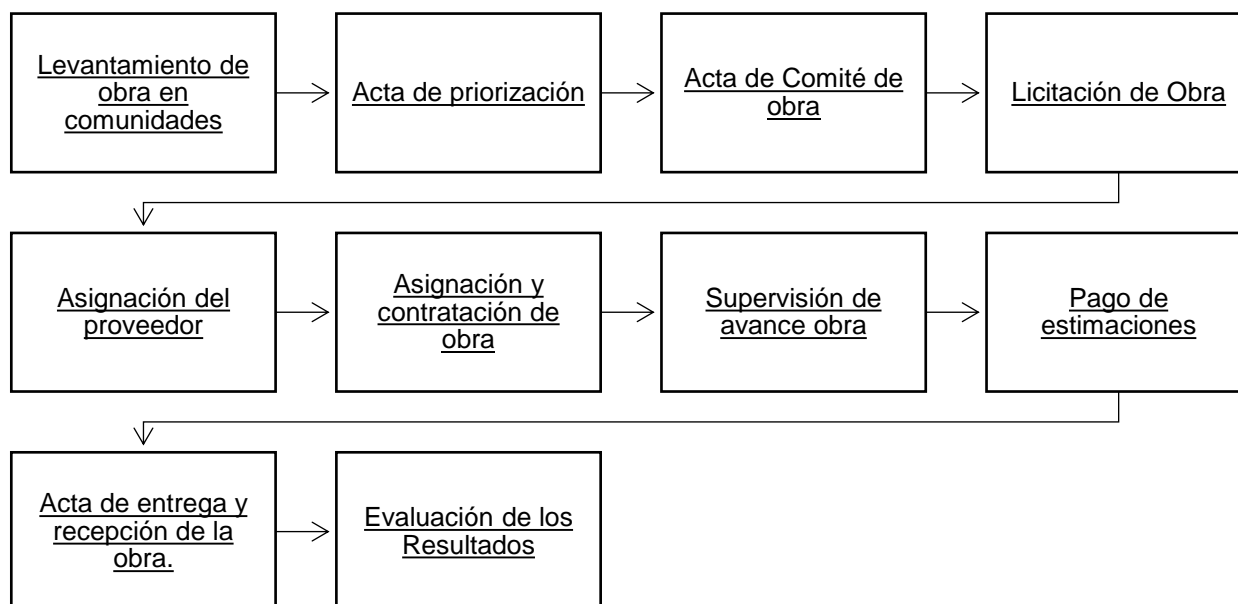 Levantamiento de
obra en
comunidades
Acta de priorización
Acta de Comité de
obra
Licitación de Obra
Asignación del
proveedor
Asignación y
contratación de
obra
Supervisión de
avance obra
Pago de
estimaciones
Acta de entrega y
recepción de la
obra.
Evaluación de los
Resultados